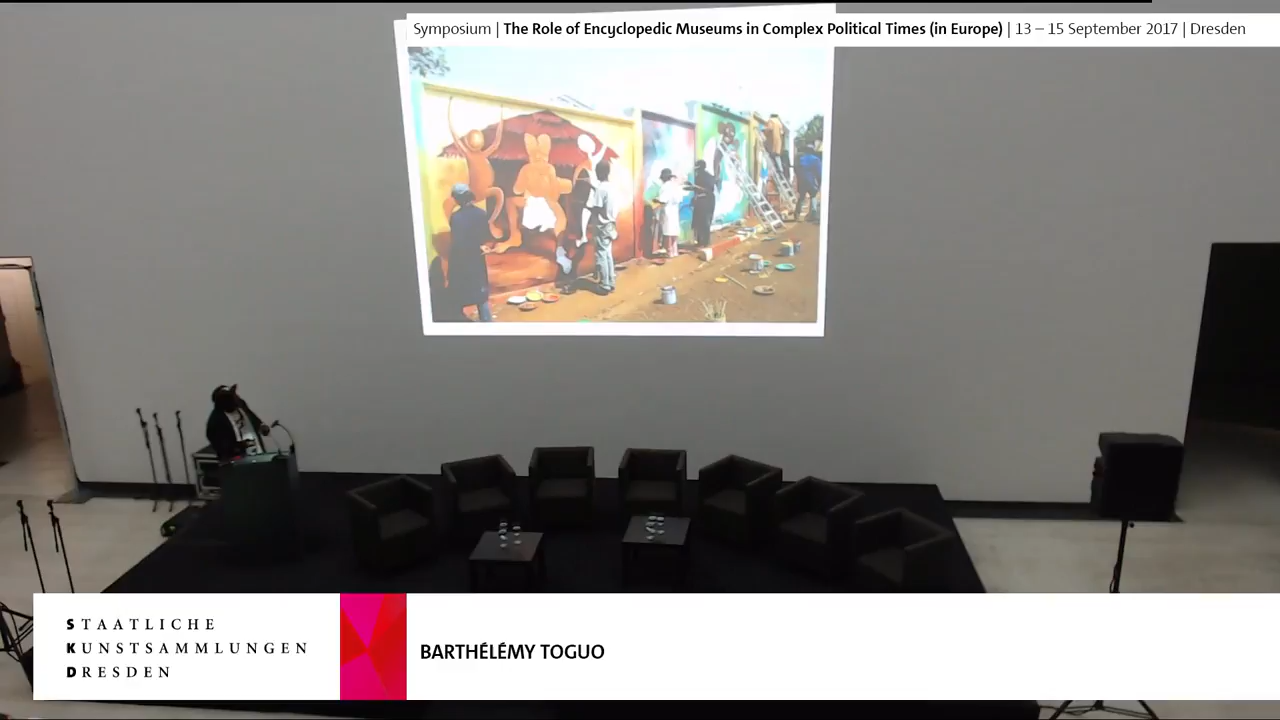 Symposium | The Role of Encyclopedic Museums in Complex Political Times (in Europe) | 13 – 15 September 2017 | Dresden
STAATLICHE
KUNSTSAMMLUNGEN
DRESDEN
BARTHÉLÉMY TOGUO